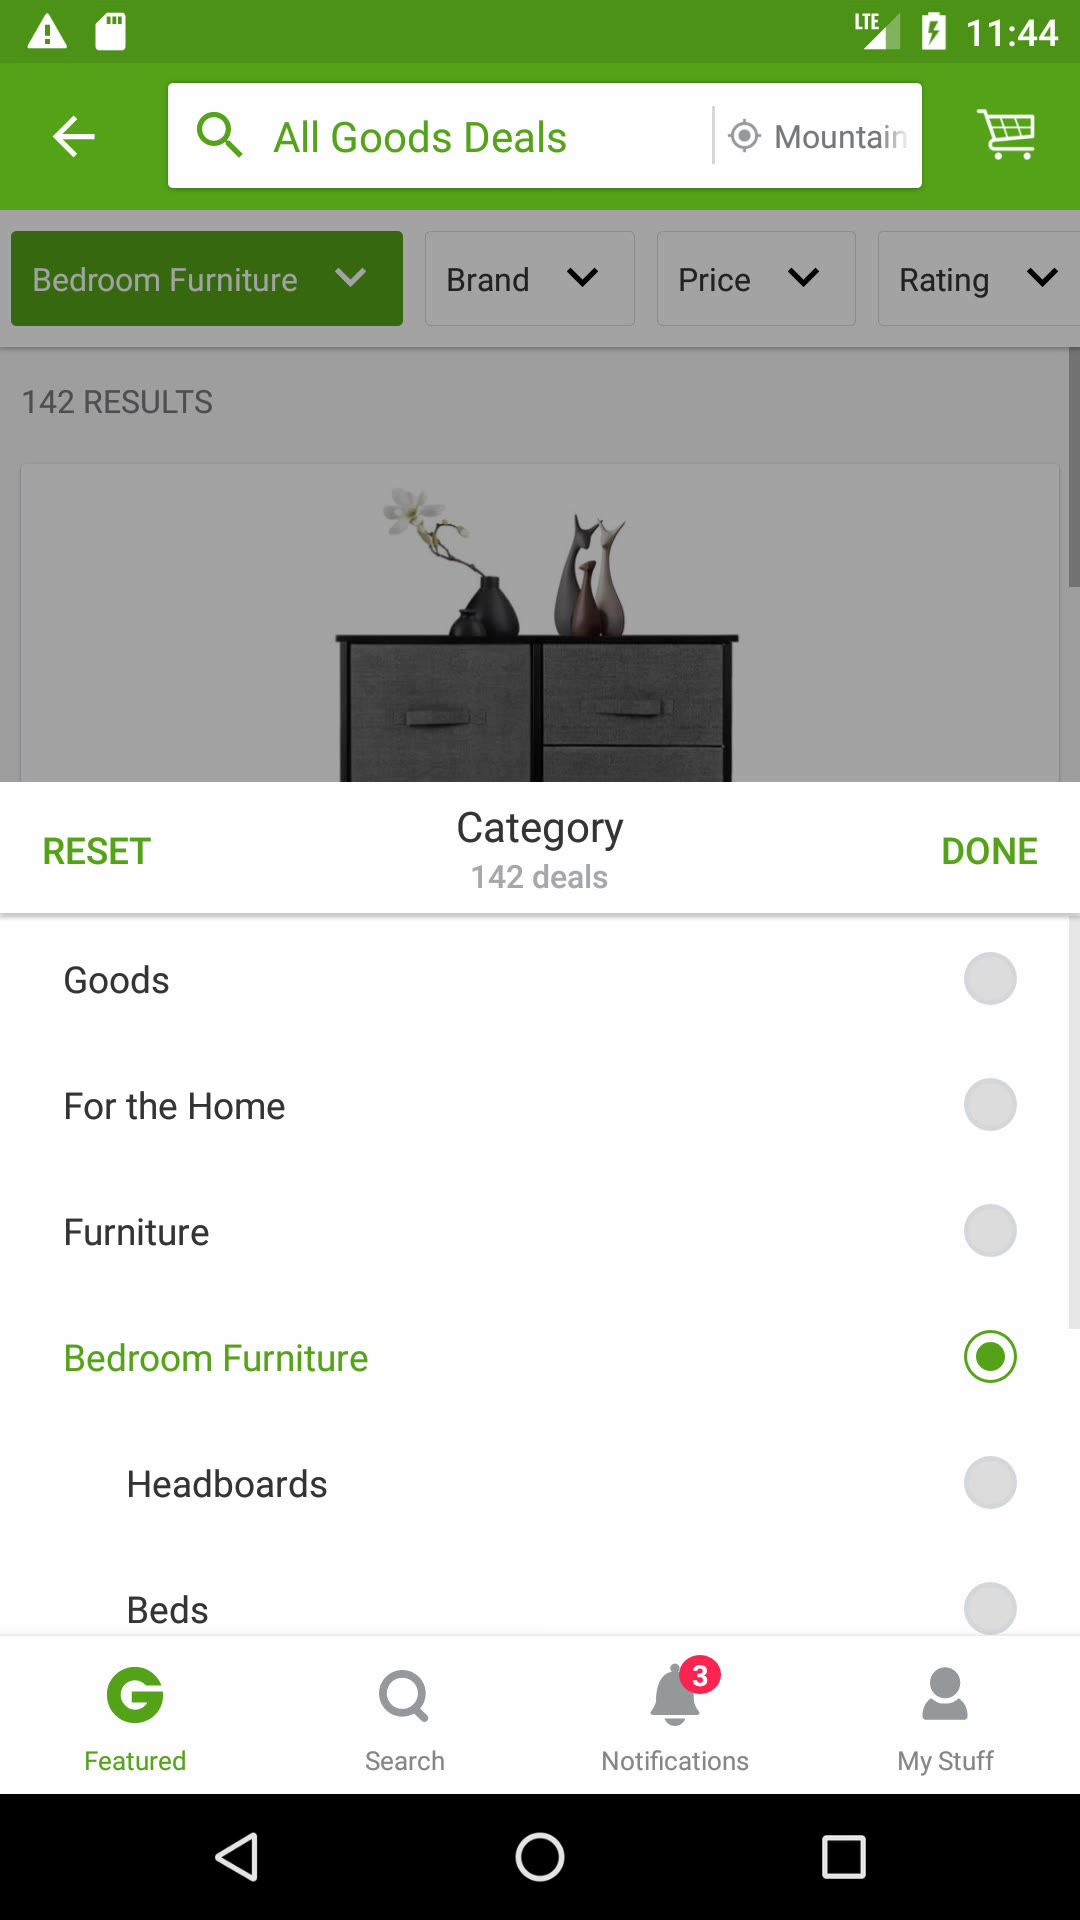 LTE 11:44
All Goods Deals Mountain
Bedroom Furniture Brand Price Rating
142 RESULTS
RESET Category DONE
142 deals
Goods
For the Home
Furniture
Bedroom Furniture
Headboards
Beds
3
Featured Search Notifications My Stuff